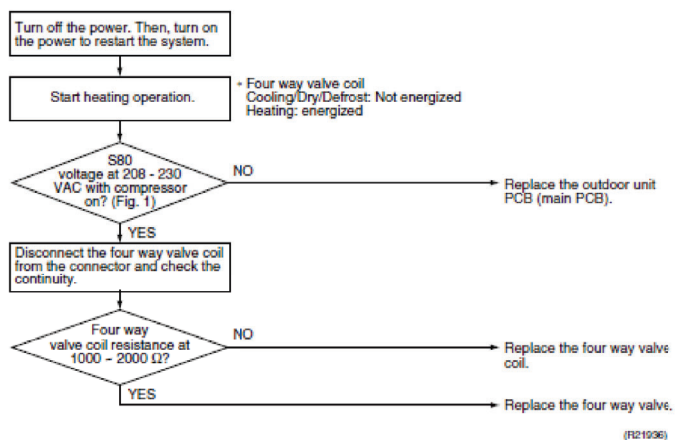 Turn off the power. Then, turn on
the power to restart the system.
Start heating operation.
* Four way valve coil
Cooling/Dry/Defrost: Not energized
Heating: energized
S80
voltage at 208 - 230
VAC with compressor
on? (Fig. 1)
NO
Replace the outdoor unit
PCB (main PCB).
YES
Disconnect the four way valve coil
from the connector and check the
continuity.
Four way
valve coil resistance at
1000 - 2000 Ω?
NO
Replace the four way valve
coil.
YES
Replace the four way valve.
(R21936)